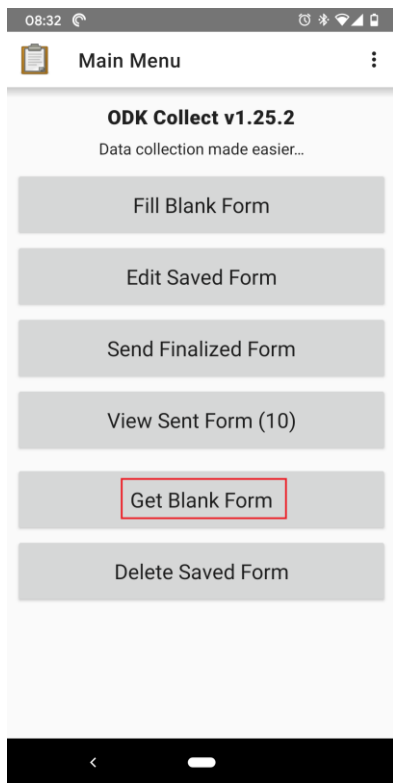 08:32
Main Menu
ODK Collect v1.25.2
Data collection made easier…
Fill Blank Form
Edit Saved Form
Send Finalized Form
View Sent Form (10)
Get Blank Form
Delete Saved Form